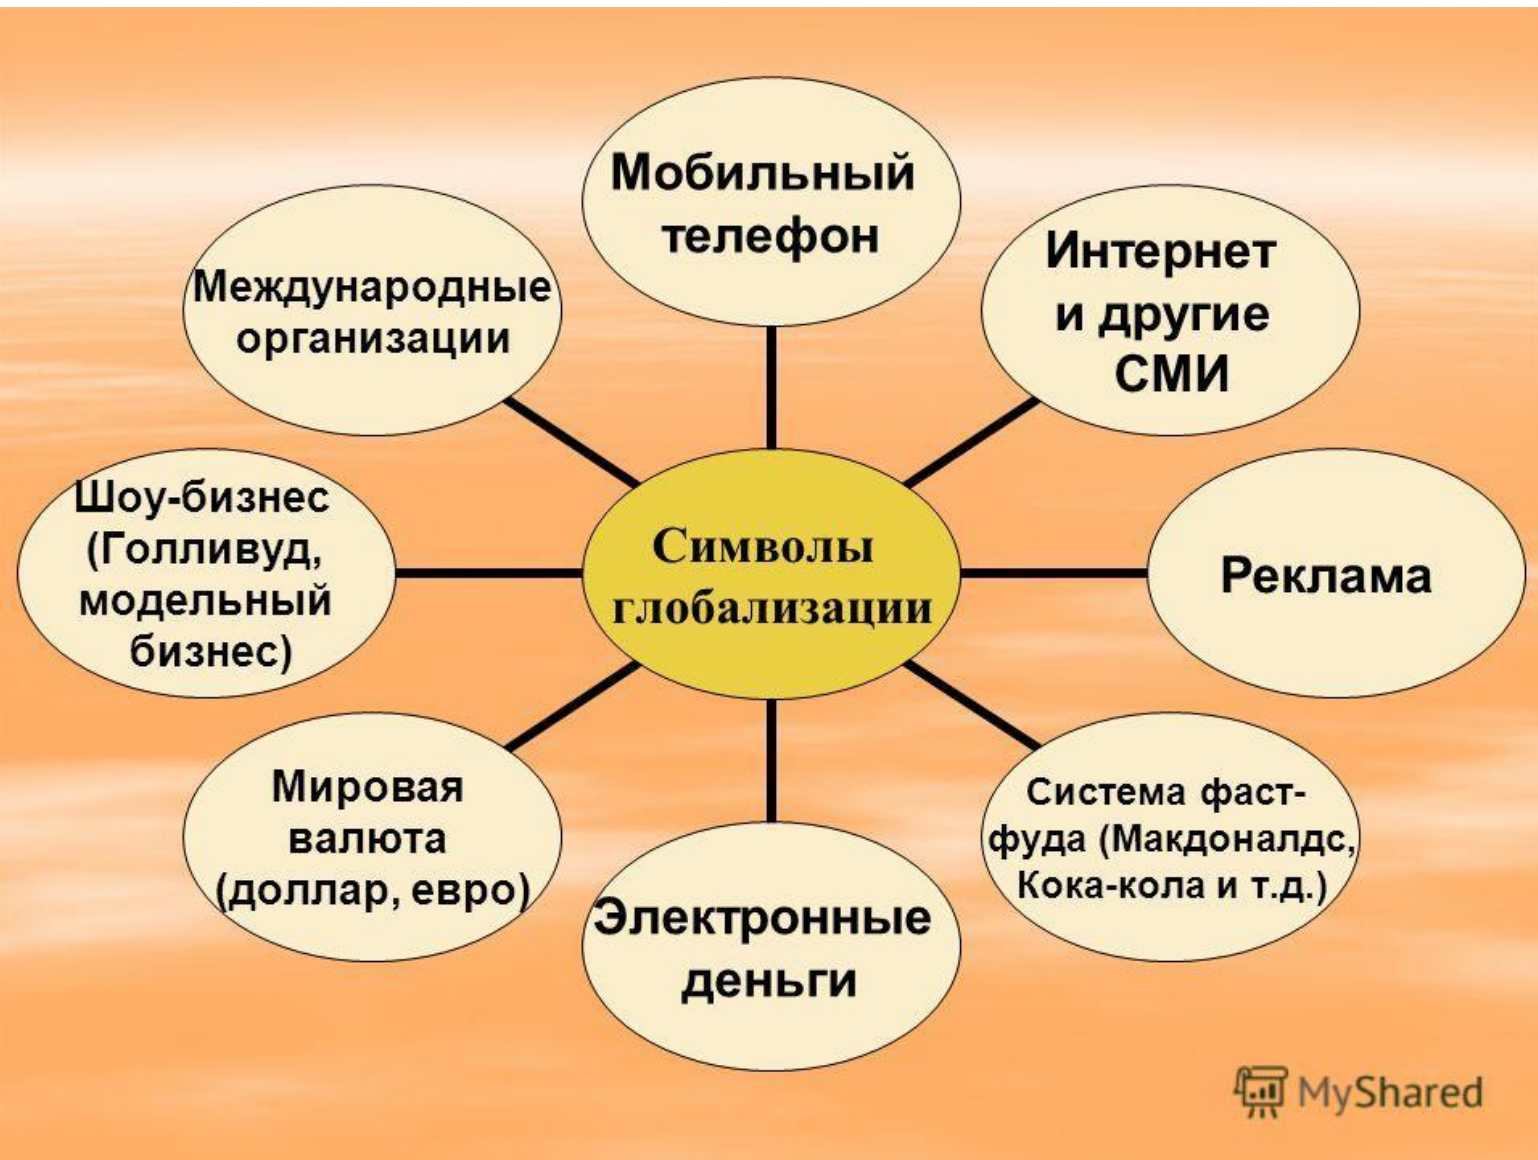 Мобильный
телефон
Интернет
и другие
СМИ
Реклама
Система фаст-
фуда (Макдоналдс,
Кока-кола и т.д.)
Электронные
деньги
Мировая
валюта
(доллар, евро)
Шоу-бизнес
(Голливуд,
модельный
бизнес)
Международные
организации
Символы
глобализации
MyShared